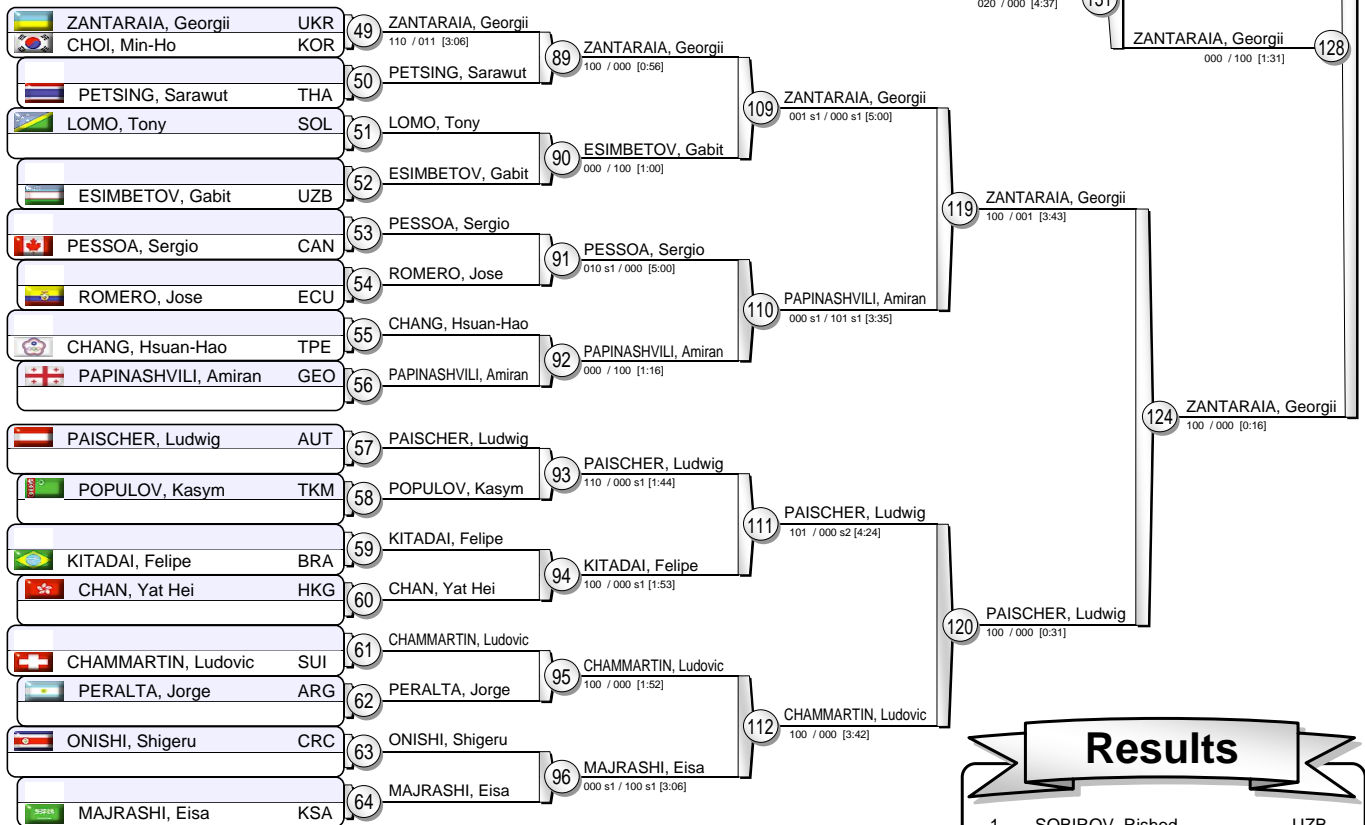 020 / 000 [4:37]
131
ZANTARAIA, Georgii
000 / 100 [1:31]
128
ZANTARAIA, Georgii UKR
CHOI, Min-Ho KOR
49
ZANTARAIA, Georgii
110 / 011 [3:06]
PETSING, Sarawut THA
50
PETSING, Sarawut
89
ZANTARAIA, Georgii
100 / 000 [0:56]
LOMO, Tony SOL
51
LOMO, Tony
ESIMBETOV, Gabit UZB
52
ESIMBETOV, Gabit
90
ESIMBETOV, Gabit
000 / 100 [1:00]
109
ZANTARAIA, Georgii
001 s1 / 000 s1 [5:00]
PESSOA, Sergio CAN
53
PESSOA, Sergio
ROMERO, Jose ECU
54
ROMERO, Jose
91
PESSOA, Sergio
010 s1 / 000 [5:00]
CHANG, Hsuan-Hao TPE
55
CHANG, Hsuan-Hao
PAPINASHVILI, Amiran GEO
56
PAPINASHVILI, Amiran
92
PAPINASHVILI, Amiran
000 / 100 [1:16]
110
PAPINASHVILI, Amiran
000 s1 / 101 s1 [3:35]
119
ZANTARAIA, Georgii
100 / 001 [3:43]
PAISCHER, Ludwig AUT
57
PAISCHER, Ludwig
POPULOV, Kasym TKM
58
POPULOV, Kasym
93
PAISCHER, Ludwig
110 / 000 s1 [1:44]
KITADAI, Felipe BRA
59
KITADAI, Felipe
CHAN, Yat Hei HKG
60
CHAN, Yat Hei
94
KITADAI, Felipe
100 / 000 s1 [1:53]
111
PAISCHER, Ludwig
101 / 000 s2 [4:24]
CHAMMARTIN, Ludovic SUI
61
CHAMMARTIN, Ludovic
PERALTA, Jorge ARG
62
PERALTA, Jorge
95
CHAMMARTIN, Ludovic
100 / 000 [1:52]
ONISHI, Shigeru CRC
63
ONISHI, Shigeru
MAJRASHI, Eisa KSA
64
MAJRASHI, Eisa
96
MAJRASHI, Eisa
000 s1 / 100 s1 [3:06]
112
CHAMMARTIN, Ludovic
100 / 000 [3:42]
120
PAISCHER, Ludwig
100 / 000 [0:31]
124
ZANTARAIA, Georgii
100 / 000 [0:16]
Results
1 SOBIROV, Rishod UZB